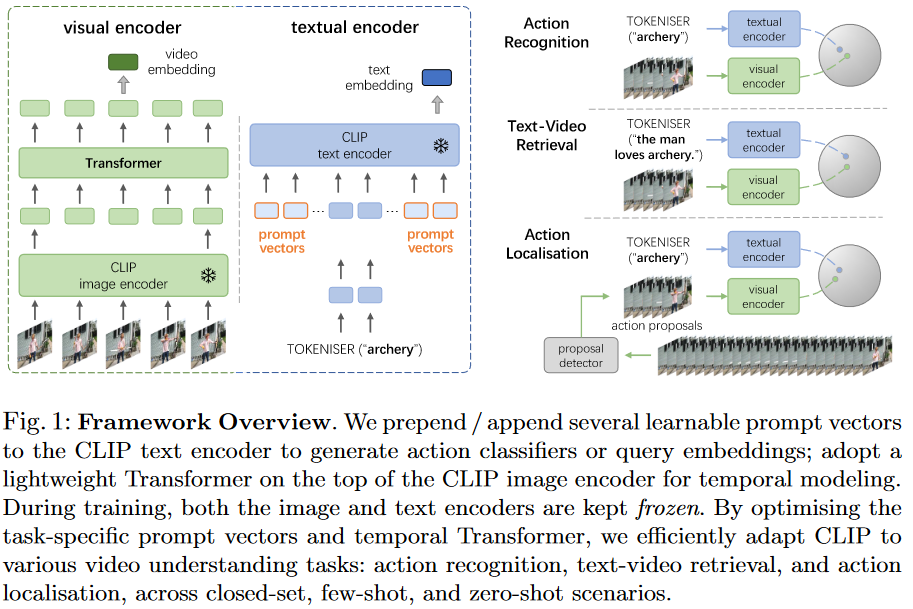 visual encoder
video
embedding
Transformer
CLIP
image encoder
textual encoder
text
embedding
CLIP
text encoder
...
...
prompt
vectors
prompt
vectors
TOKENISER ("archery")
Action
Recognition
TOKENISER
("archery")
textual
encoder
visual
encoder
Text-Video
Retrieval
TOKENISER
("the man
loves archery.")
textual
encoder
visual
encoder
Action
Localisation
TOKENISER
("archery")
textual
encoder
visual
encoder
action proposals
proposal
detector
Fig. 1: Framework Overview. We prepend / append several learnable prompt vectors
to the CLIP text encoder to generate action classifiers or query embeddings; adopt a
lightweight Transformer on the top of the CLIP image encoder for temporal modeling.
During training, both the image and text encoders are kept frozen. By optimising the
task-specific prompt vectors and temporal Transformer, we efficiently adapt CLIP to
various video understanding tasks: action recognition, text-video retrieval, and action
localisation, across closed-set, few-shot, and zero-shot scenarios.